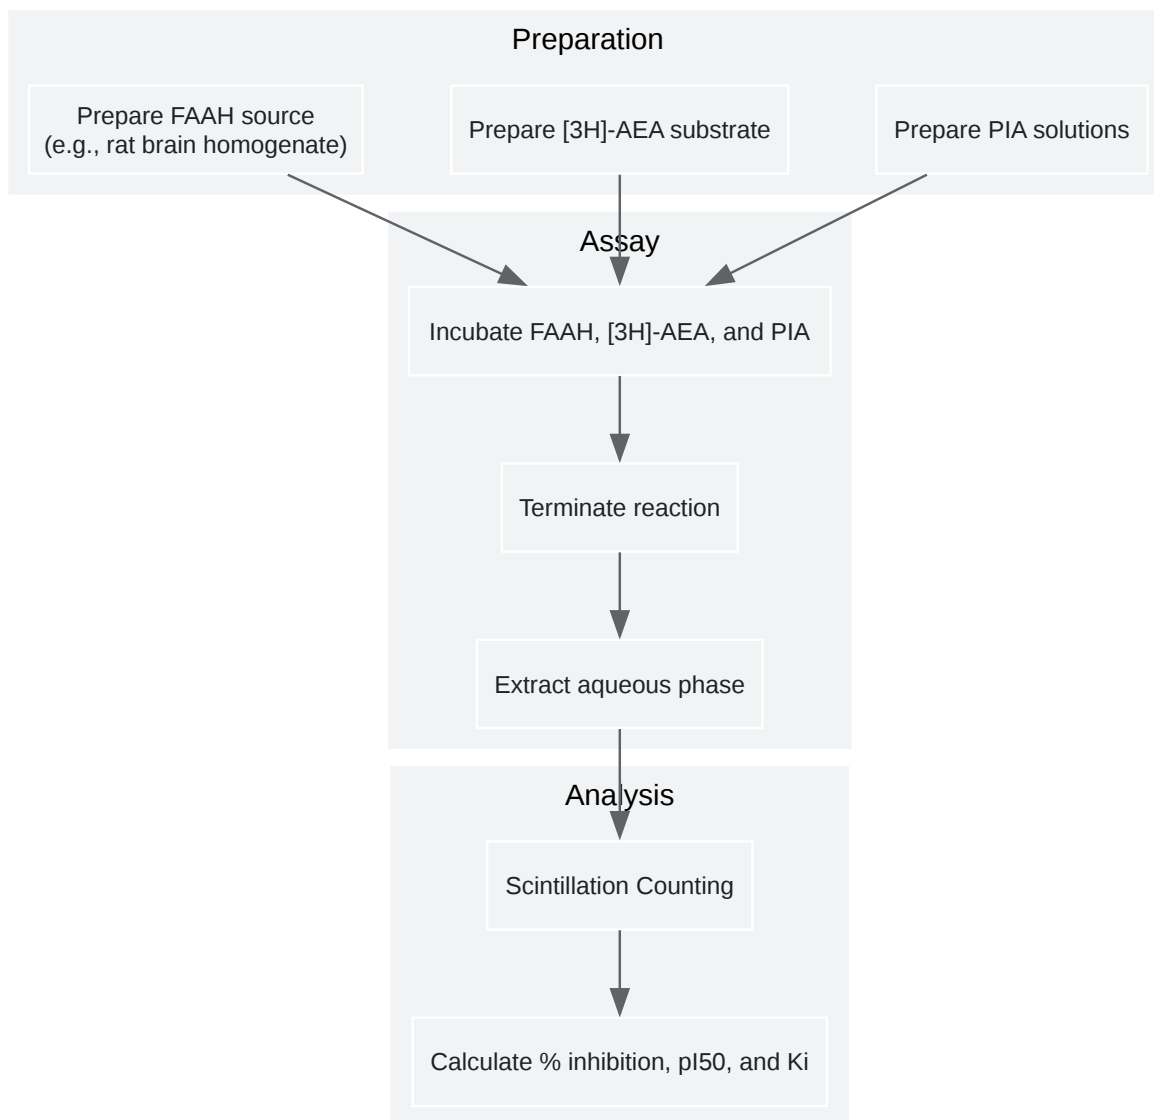 Preparation
Prepare FAAH source
(e.g., rat brain homogenate)
Prepare [3H]-AEA substrate
Prepare PIA solutions
Assay
Incubate FAAH, [3H]-AEA, and PIA
Terminate reaction
Extract aqueous phase
Analysis
Scintillation Counting
Calculate % inhibition, pI50, and Ki